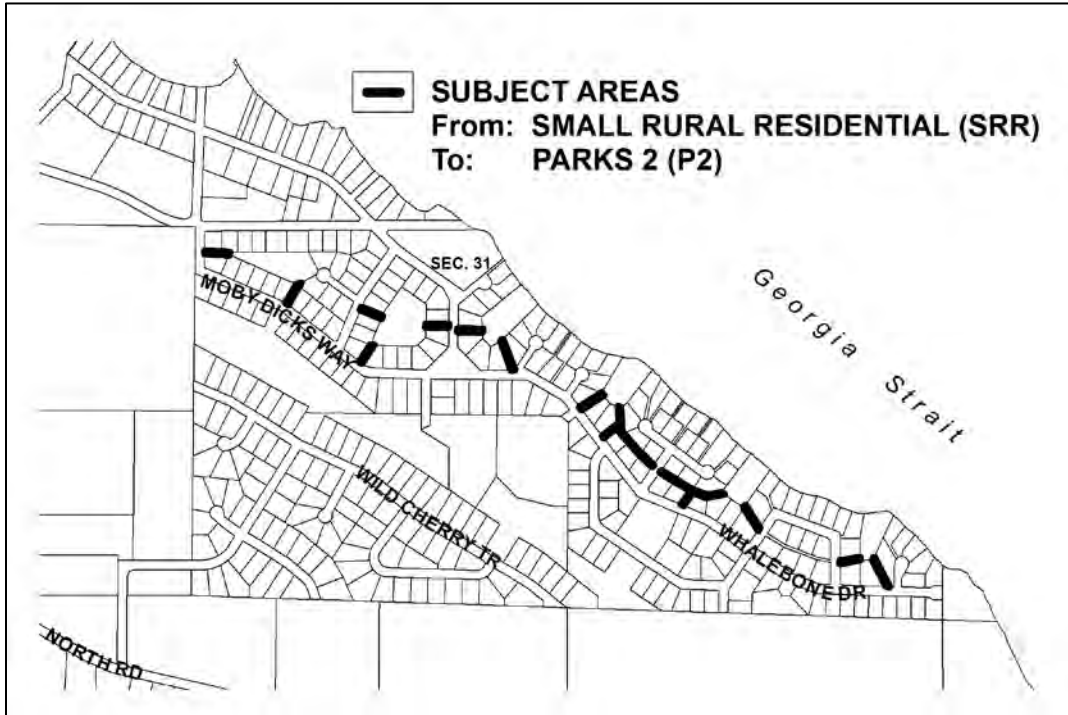 SUBJECT AREAS
From: SMALL RURAL RESIDENTIAL (SRR)
To: PARKS 2 (P2)
SEC. 31
Georgia Strait
MOBY DICKS WAY
WILD CHERRY TR
WHALEBONE DR
NORTH RD